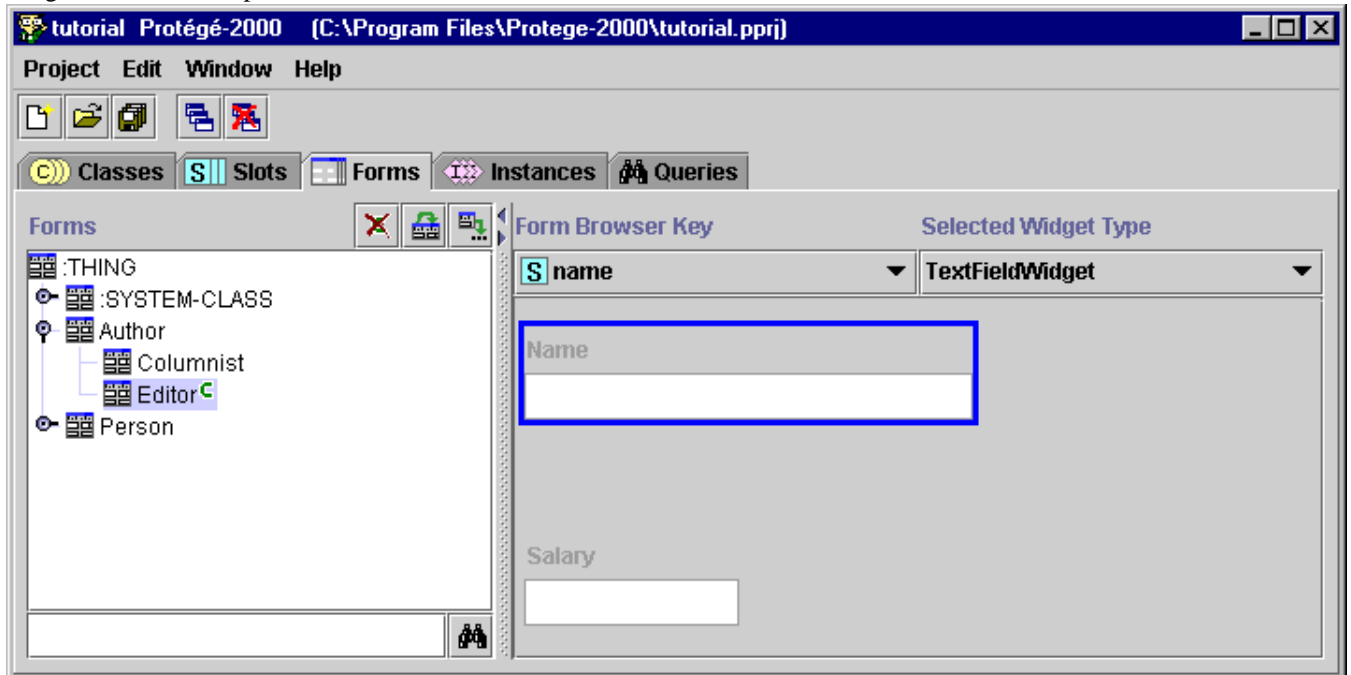 tutorial Protégé-2000 (C:\Program Files\Protege-2000\tutorial.pprj)
Project Edit Window Help
C Classes S Slots Forms I Instances Queries
Forms
Form Browser Key Selected Widget Type
S name TextFieldWidget
:THING
:SYSTEM-CLASS
Author
Columnist
Editor C
Person
Name
Salary